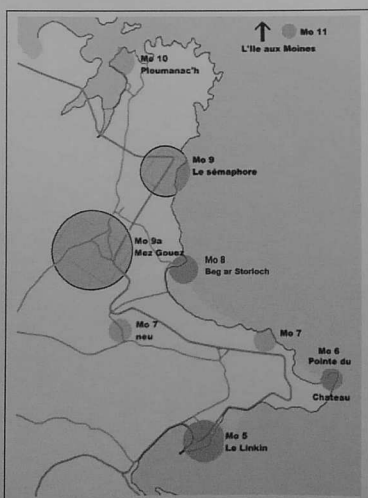 Mo 11
L'Ile aux Moines
Mo 10
Ploumanac'h
Mo 9
Le sémaphore
Mo 9a
Mez Gouez
Mo 8
Beg ar Storloch
Mo 7
neu
Mo 7
Mo 6
Pointe du
Chateau
Mo 5
Le Linkin